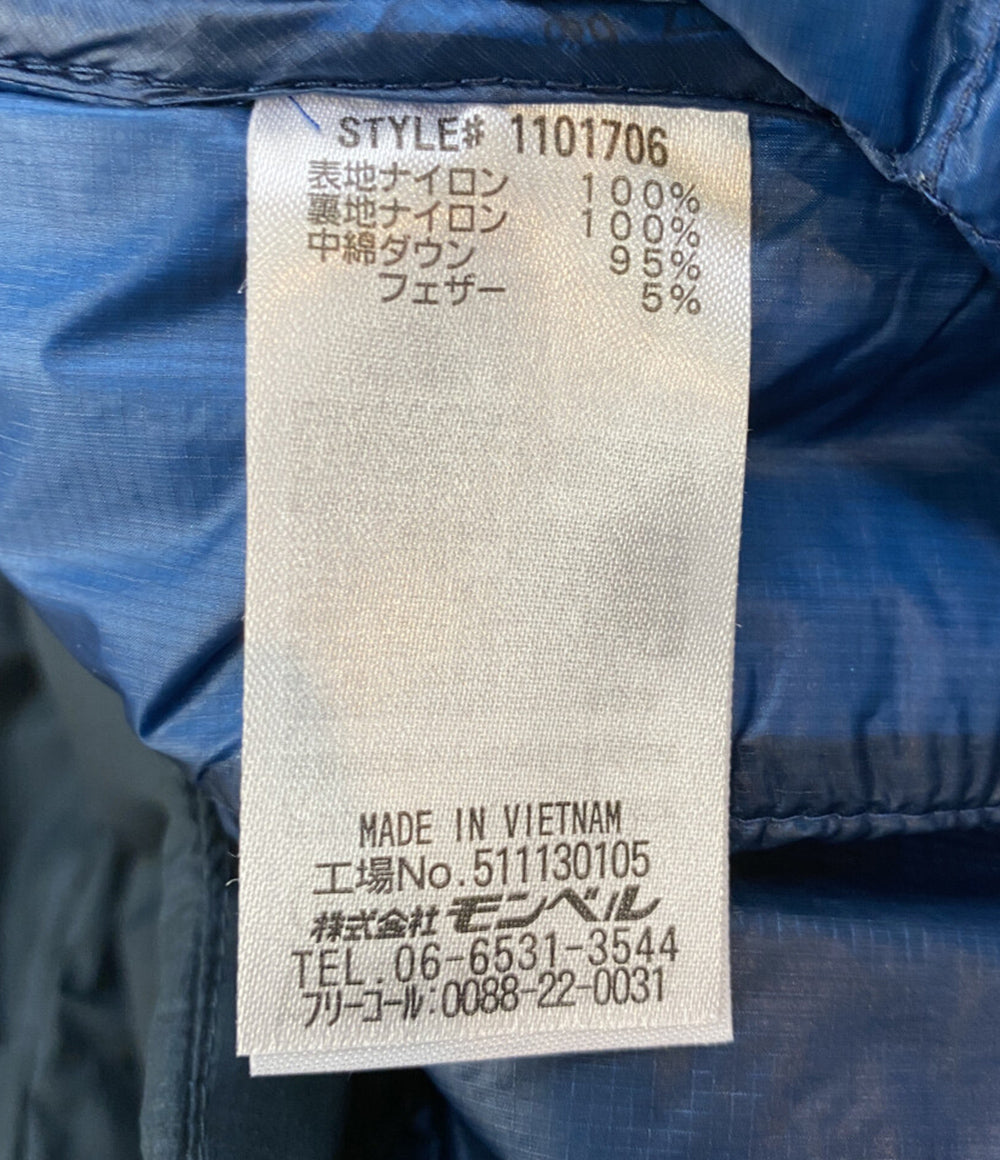 STYLE# 1101706
表地ナイロン 100%
裏地ナイロン 100%
中綿ダウン 95%
フェザー 5%
MADE IN VIETNAM
工場No.511130105
株式会社モンベル
TEL.06-6531-3544
フリーコール:0088-22-0031